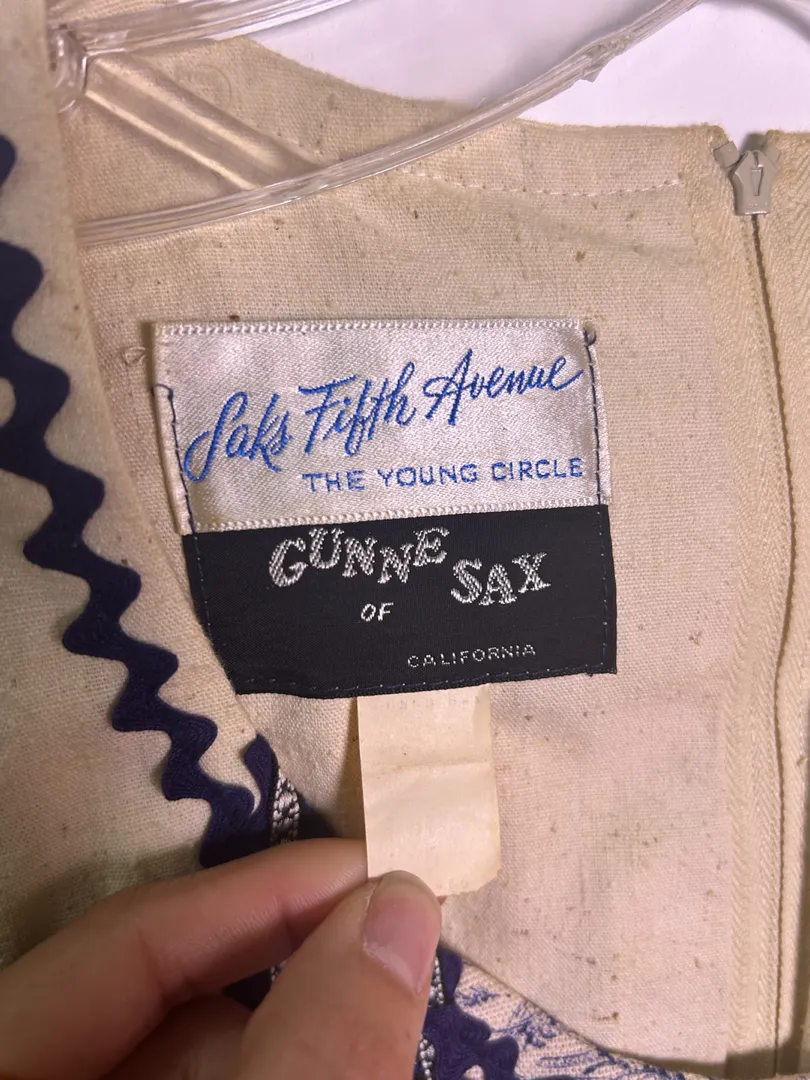 Saks Fifth Avenue
THE YOUNG CIRCLE
GUNNE SAX
OF
CALIFORNIA